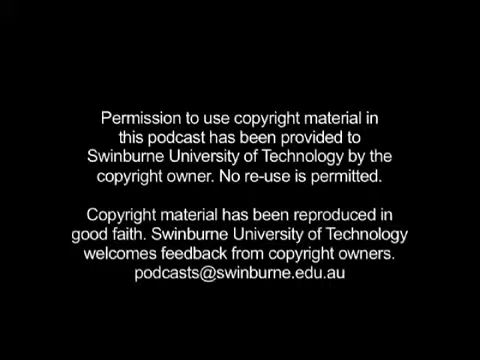 Permission to use copyright material in
this podcast has been provided to
Swinburne University of Technology by the
copyright owner. No re-use is permitted.
Copyright material has been reproduced in
good faith. Swinburne University of Technology
welcomes feedback from copyright owners.
podcasts@swinburne.edu.au